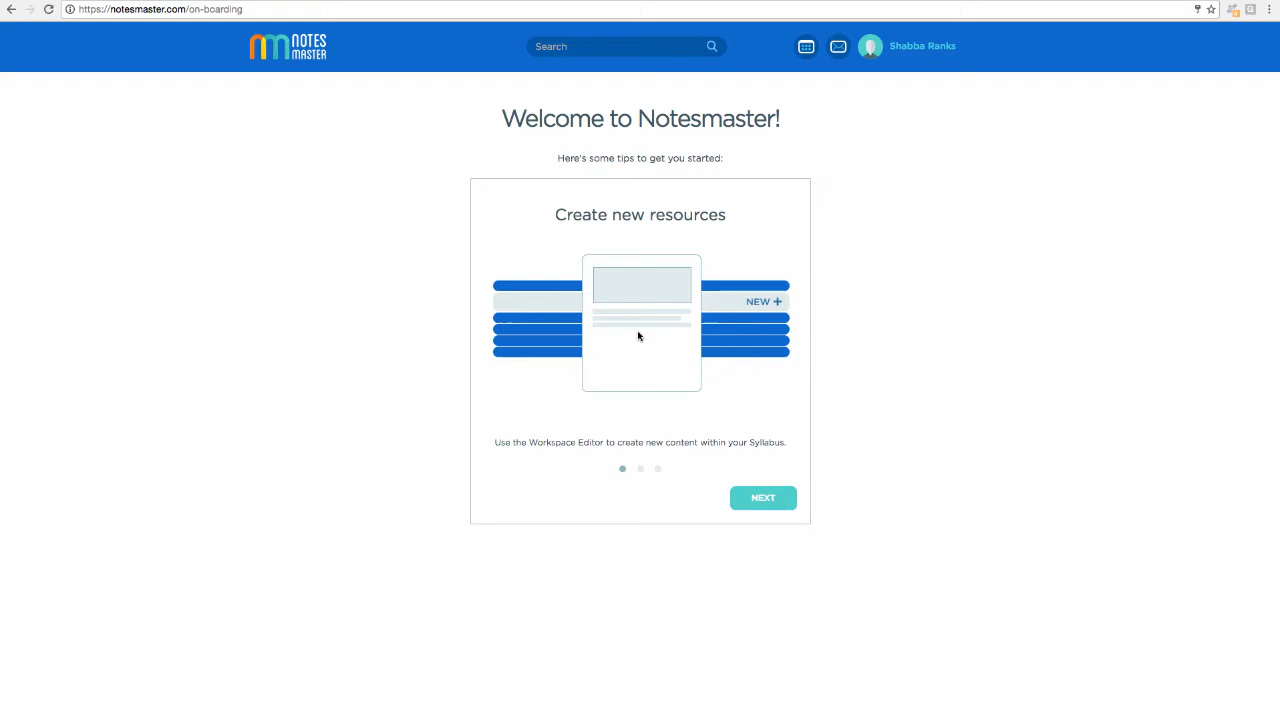 https://notesmaster.com/on-boarding
NOTES
MASTER
Search
Shabba Ranks
Welcome to Notesmaster!
Here's some tips to get you started:
Create new resources
NEW +
Use the Workspace Editor to create new content within your Syllabus.
NEXT